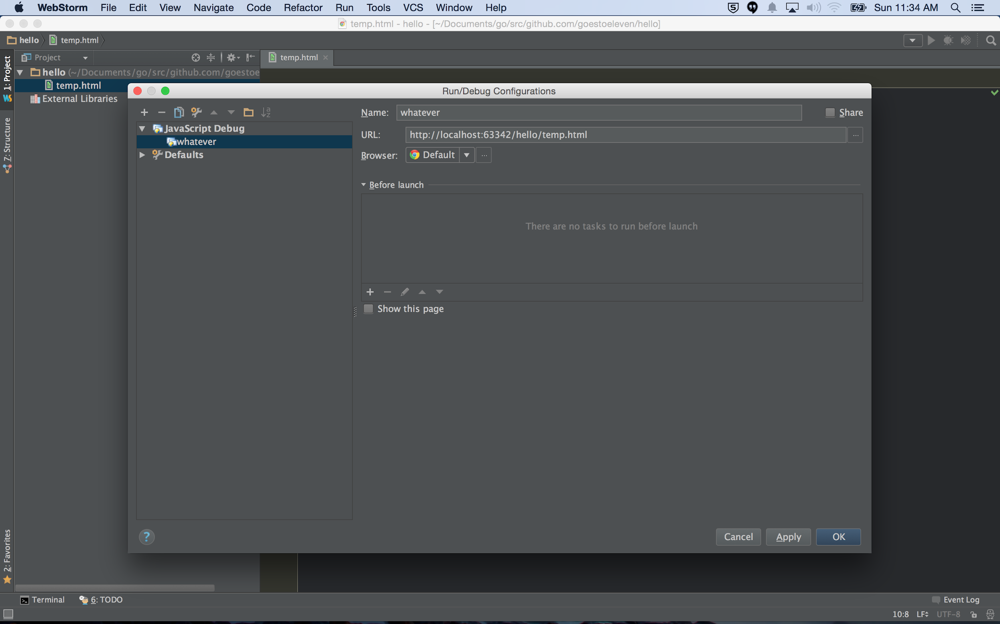 WebStorm File Edit View Navigate Code Refactor Run Tools VCS Window Help Sun 11:34 AM
temp.html - hello - [~/Documents/go/src/github.com/goestoeleven/hello]
hello temp.html
Project temp.html
1: Project
hello (~/Documents/go/src/github.com/goestoe
temp.html
External Libraries
7: Structure
2: Favorites
Run/Debug Configurations
JavaScript Debug
whatever
Defaults
Name: whatever Share
URL: http://localhost:63342/hello/temp.html ...
Browser: Default ...
Before launch
There are no tasks to run before launch
Show this page
? Cancel Apply OK
Terminal 6: TODO Event Log
10:8 LF UTF-8